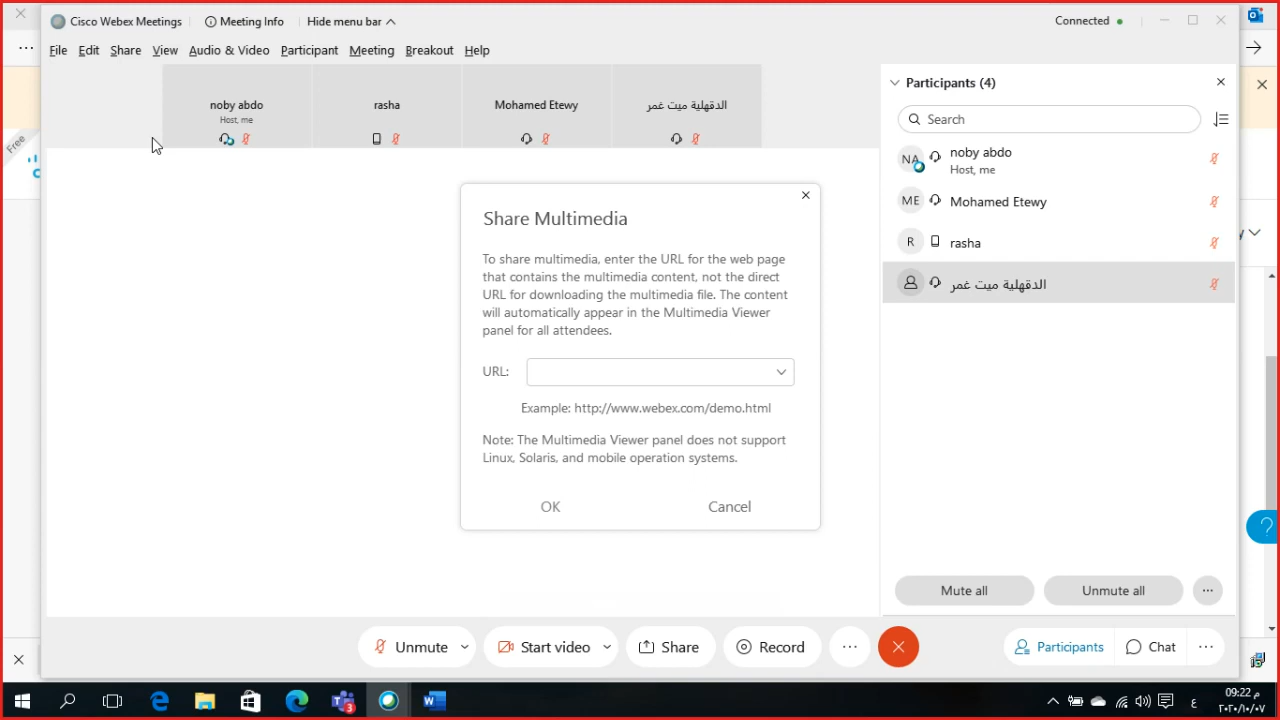 Cisco Webex Meetings
Meeting Info
Hide menu bar
Connected
File Edit Share View Audio & Video Participant Meeting Breakout Help
noby abdo
Host, me
rasha
Mohamed Etewy
الدقهلية ميت غمر
Free
Participants (4)
Search
NA noby abdo
Host, me
ME Mohamed Etewy
R rasha
الدقهلية ميت غمر
Share Multimedia
To share multimedia, enter the URL for the web page
that contains the multimedia content, not the direct
URL for downloading the multimedia file. The content
will automatically appear in the Multimedia Viewer
panel for all attendees.
URL:
Example: http://www.webex.com/demo.html
Note: The Multimedia Viewer panel does not support
Linux, Solaris, and mobile operation systems.
OK Cancel
Mute all Unmute all
Unmute Start video Share Record
Participants Chat
3
W
ع
09:22 م
٢٠٢٠/١٠/٠٧